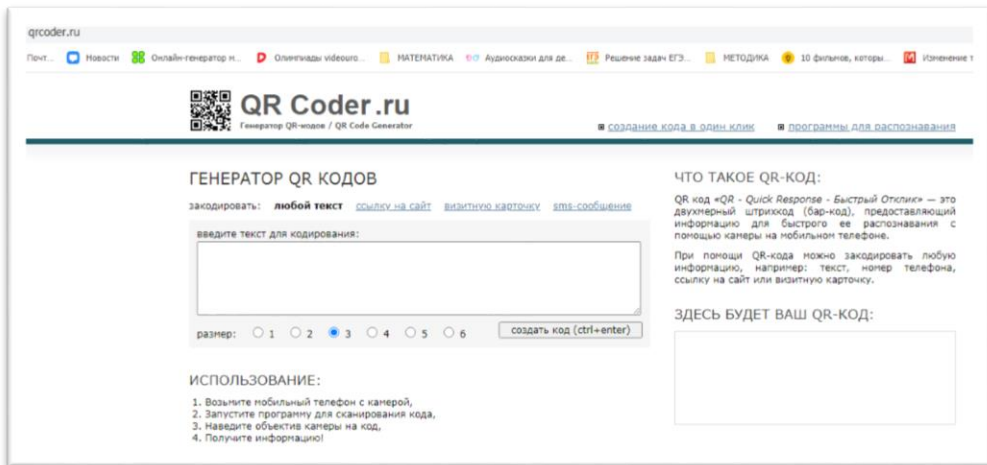 qrcoder.ru
Почт... Новости Онлайн-генератор н... Олимпиады videouro... МАТЕМАТИКА Аудиосказки для де... Решение задач ЕГЭ... МЕТОДИКА 10 фильмов, которы... Изменение т
QR Coder.ru
Генератор QR-кодов / QR Code Generator
создание кода в один клик программы для распознавания
ГЕНЕРАТОР QR КОДОВ
закодировать: любой текст ссылку на сайт визитную карточку sms-сообщение
введите текст для кодирования:
размер: 1 2 3 4 5 6 создать код (ctrl+enter)
ИСПОЛЬЗОВАНИЕ:
1. Возьмите мобильный телефон с камерой,
2. Запустите программу для сканирования кода,
3. Наведите объектив камеры на код,
4. Получите информацию!
ЧТО ТАКОЕ QR-КОД:
QR код «QR - Quick Response - Быстрый Отклик» — это
двухмерный штрихкод (бар-код), предоставляющий
информацию для быстрого ее распознавания с
помощью камеры на мобильном телефоне.
При помощи QR-кода можно закодировать любую
информацию, например: текст, номер телефона,
ссылку на сайт или визитную карточку.
ЗДЕСЬ БУДЕТ ВАШ QR-КОД: